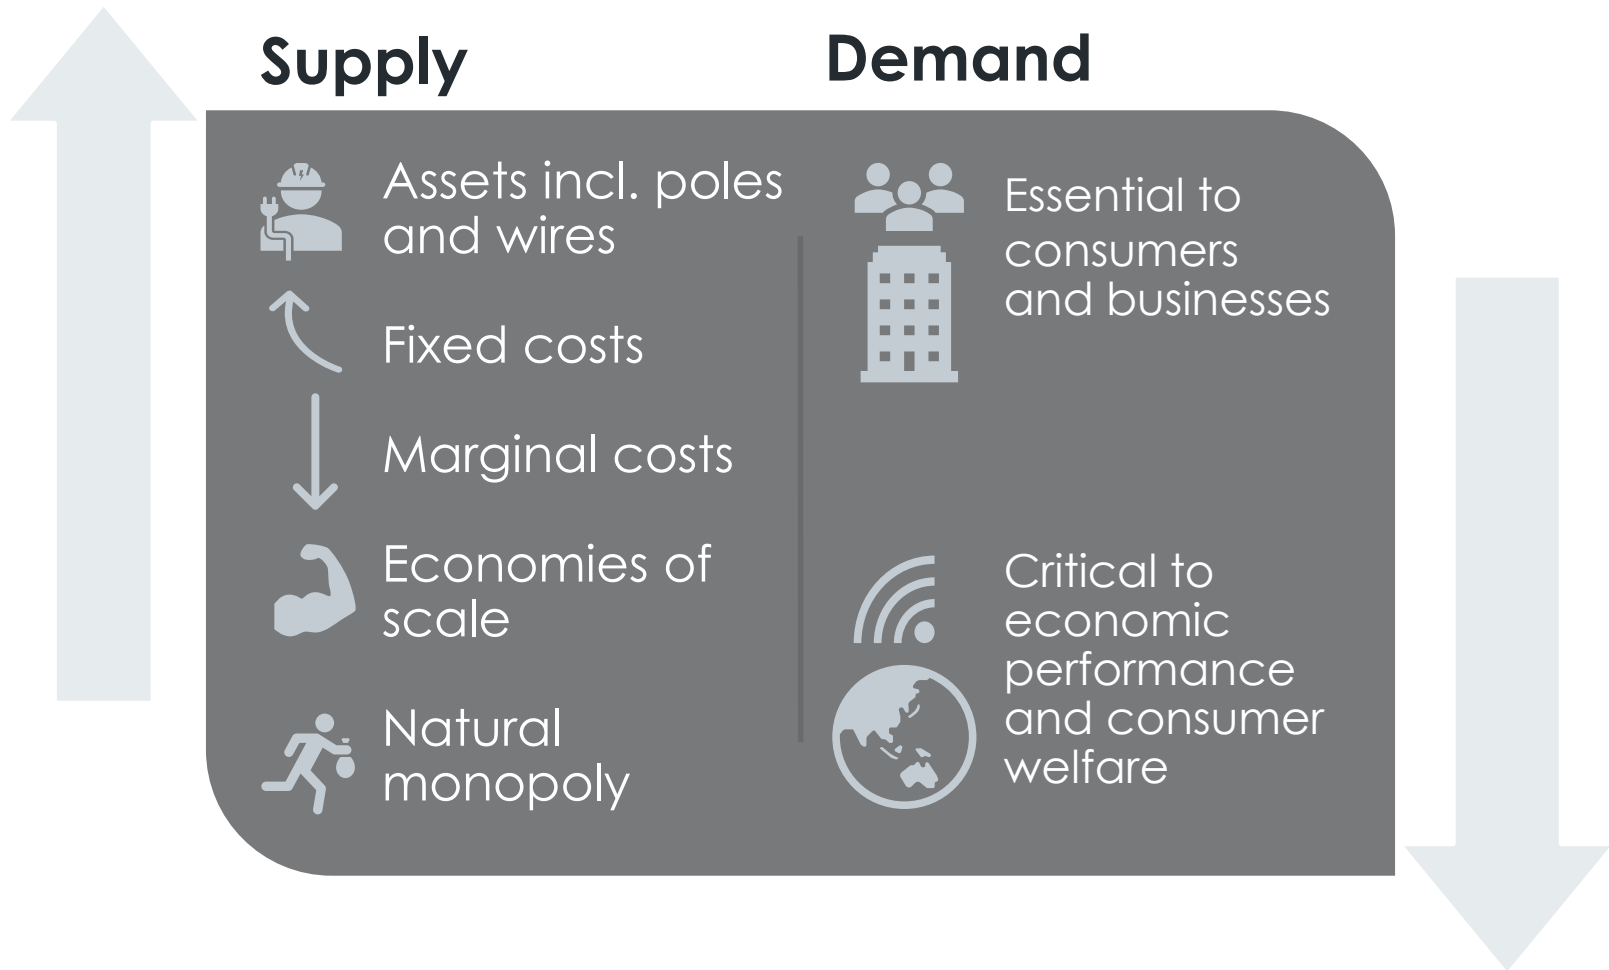 Supply
Assets incl. poles
and wires
Fixed costs
Marginal costs
Economies of
scale
Natural
monopoly
Demand
Essential to
consumers
and businesses
Critical to
economic
performance
and consumer
welfare